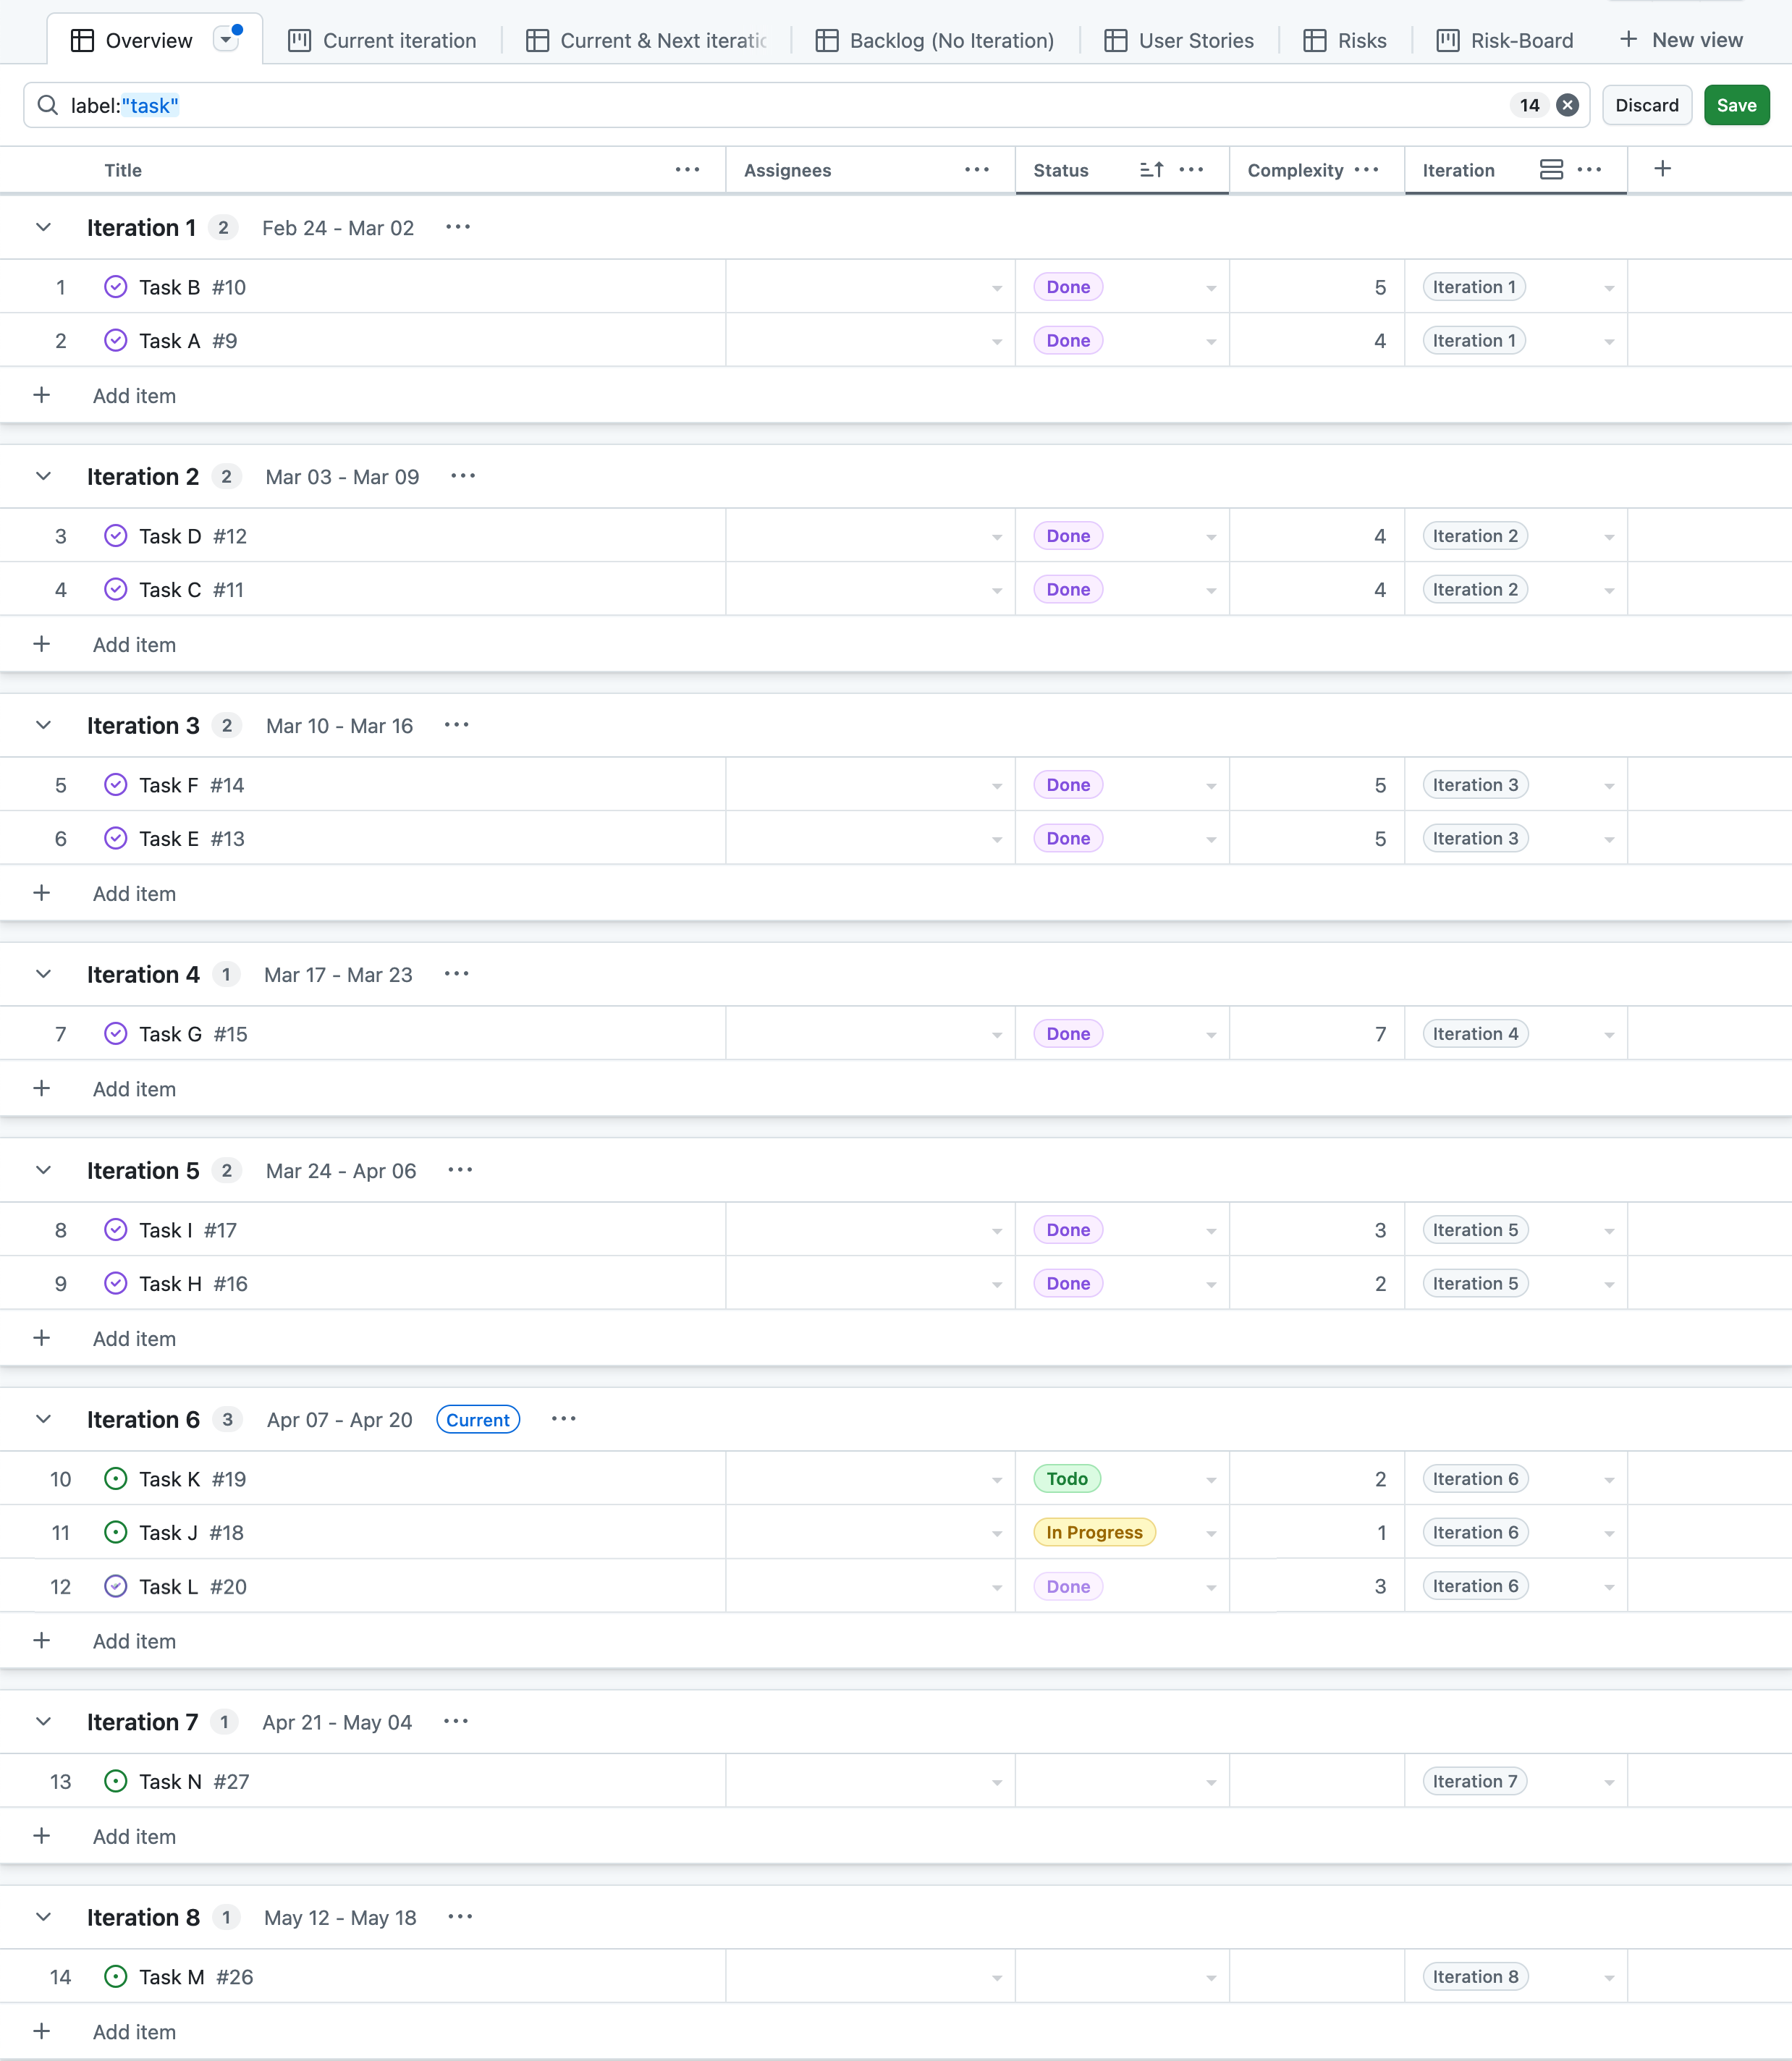 Overview Current iteration Current & Next iteratio Backlog (No Iteration) User Stories Risks Risk-Board + New view
label:"task" 14 Discard Save
Title Assignees Status Complexity Iteration +
Iteration 1 2 Feb 24 - Mar 02
1 Task B #10 Done 5 Iteration 1
2 Task A #9 Done 4 Iteration 1
+ Add item
Iteration 2 2 Mar 03 - Mar 09
3 Task D #12 Done 4 Iteration 2
4 Task C #11 Done 4 Iteration 2
+ Add item
Iteration 3 2 Mar 10 - Mar 16
5 Task F #14 Done 5 Iteration 3
6 Task E #13 Done 5 Iteration 3
+ Add item
Iteration 4 1 Mar 17 - Mar 23
7 Task G #15 Done 7 Iteration 4
+ Add item
Iteration 5 2 Mar 24 - Apr 06
8 Task I #17 Done 3 Iteration 5
9 Task H #16 Done 2 Iteration 5
+ Add item
Iteration 6 3 Apr 07 - Apr 20 Current
10 Task K #19 Todo 2 Iteration 6
11 Task J #18 In Progress 1 Iteration 6
12 Task L #20 Done 3 Iteration 6
+ Add item
Iteration 7 1 Apr 21 - May 04
13 Task N #27 Iteration 7
+ Add item
Iteration 8 1 May 12 - May 18
14 Task M #26 Iteration 8
+ Add item